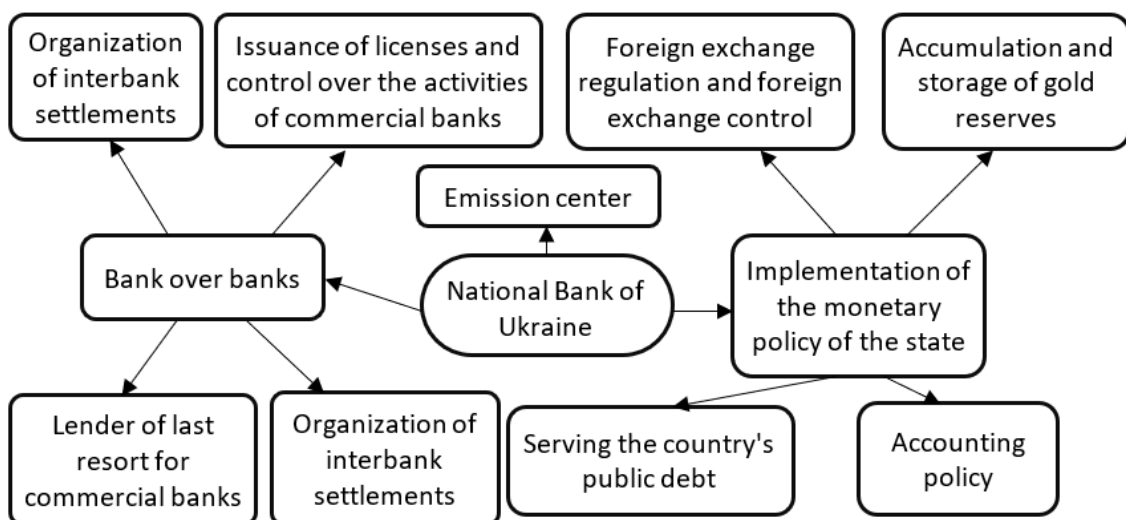 Organization
of interbank
settlements
Issuance of licenses and
control over the activities
of commercial banks
Foreign exchange
regulation and foreign
exchange control
Accumulation and
storage of gold
reserves
Emission center
Bank over banks
National Bank of
Ukraine
Implementation of
the monetary
policy of the state
Lender of last
resort for
commercial banks
Organization of
interbank
settlements
Serving the country's
public debt
Accounting
policy